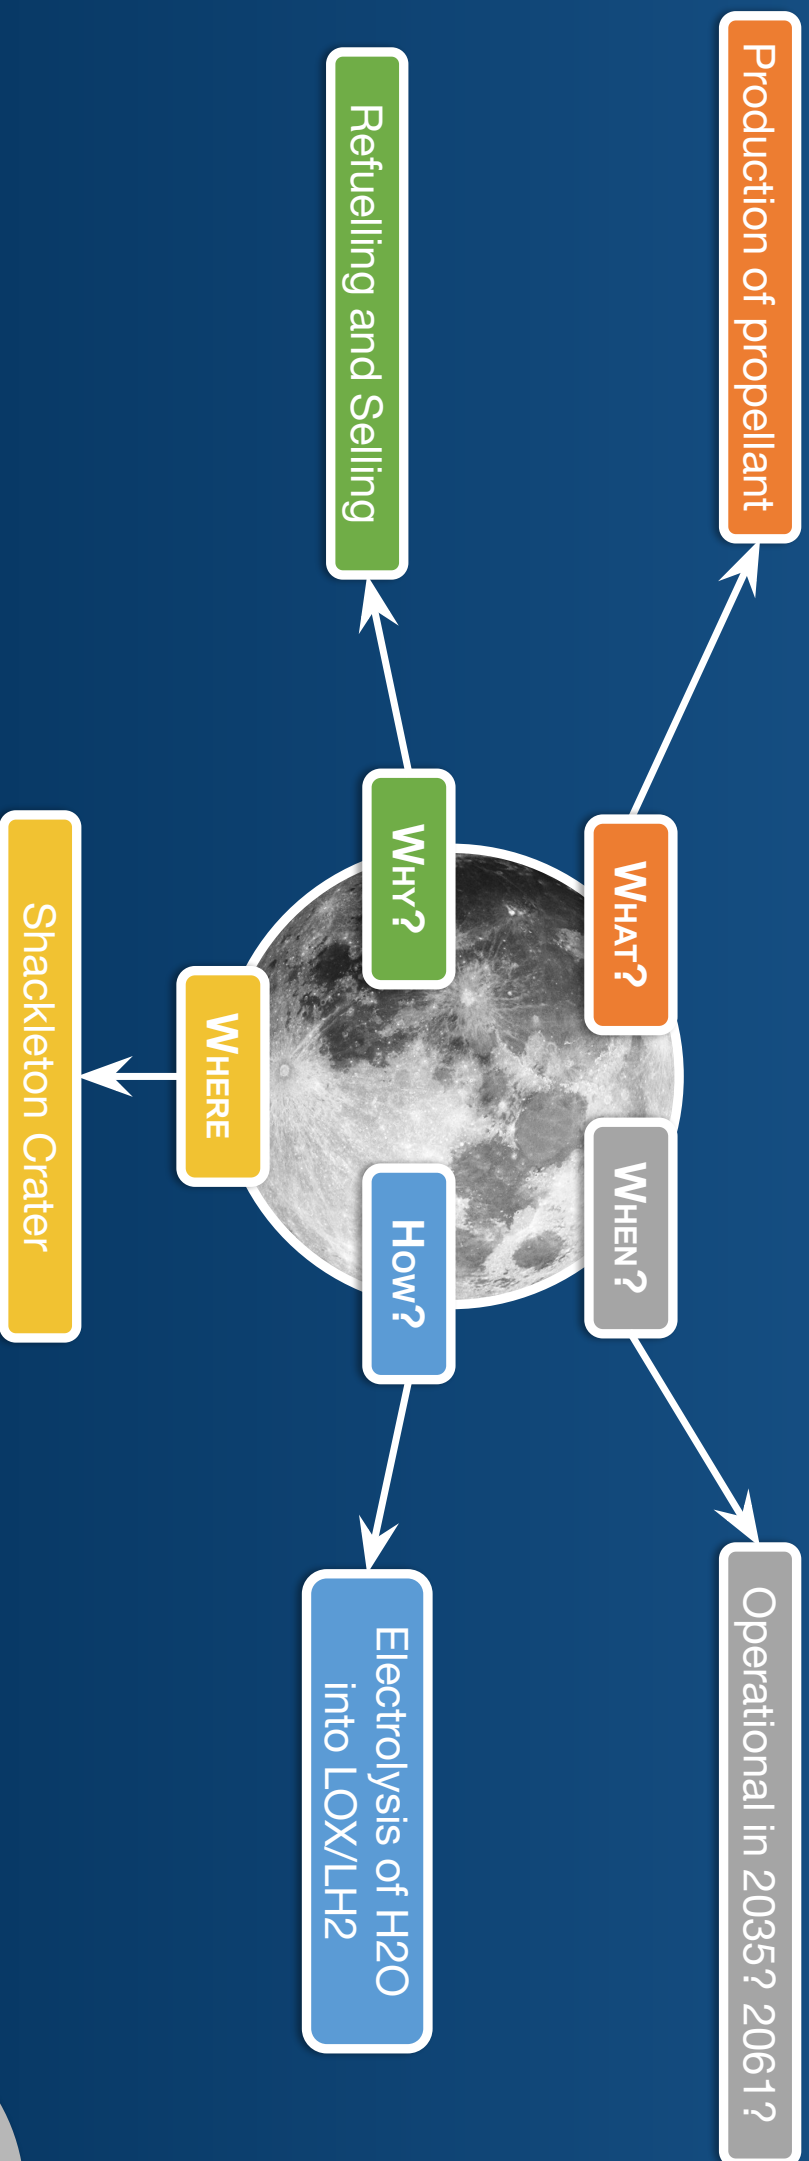 Production of propellant
Operational in 2035? 2061?
WHAT?
WHEN?
Refuelling and Selling
WHY?
HOW?
Electrolysis of H2O
into LOX/LH2
WHERE
Shackleton Crater